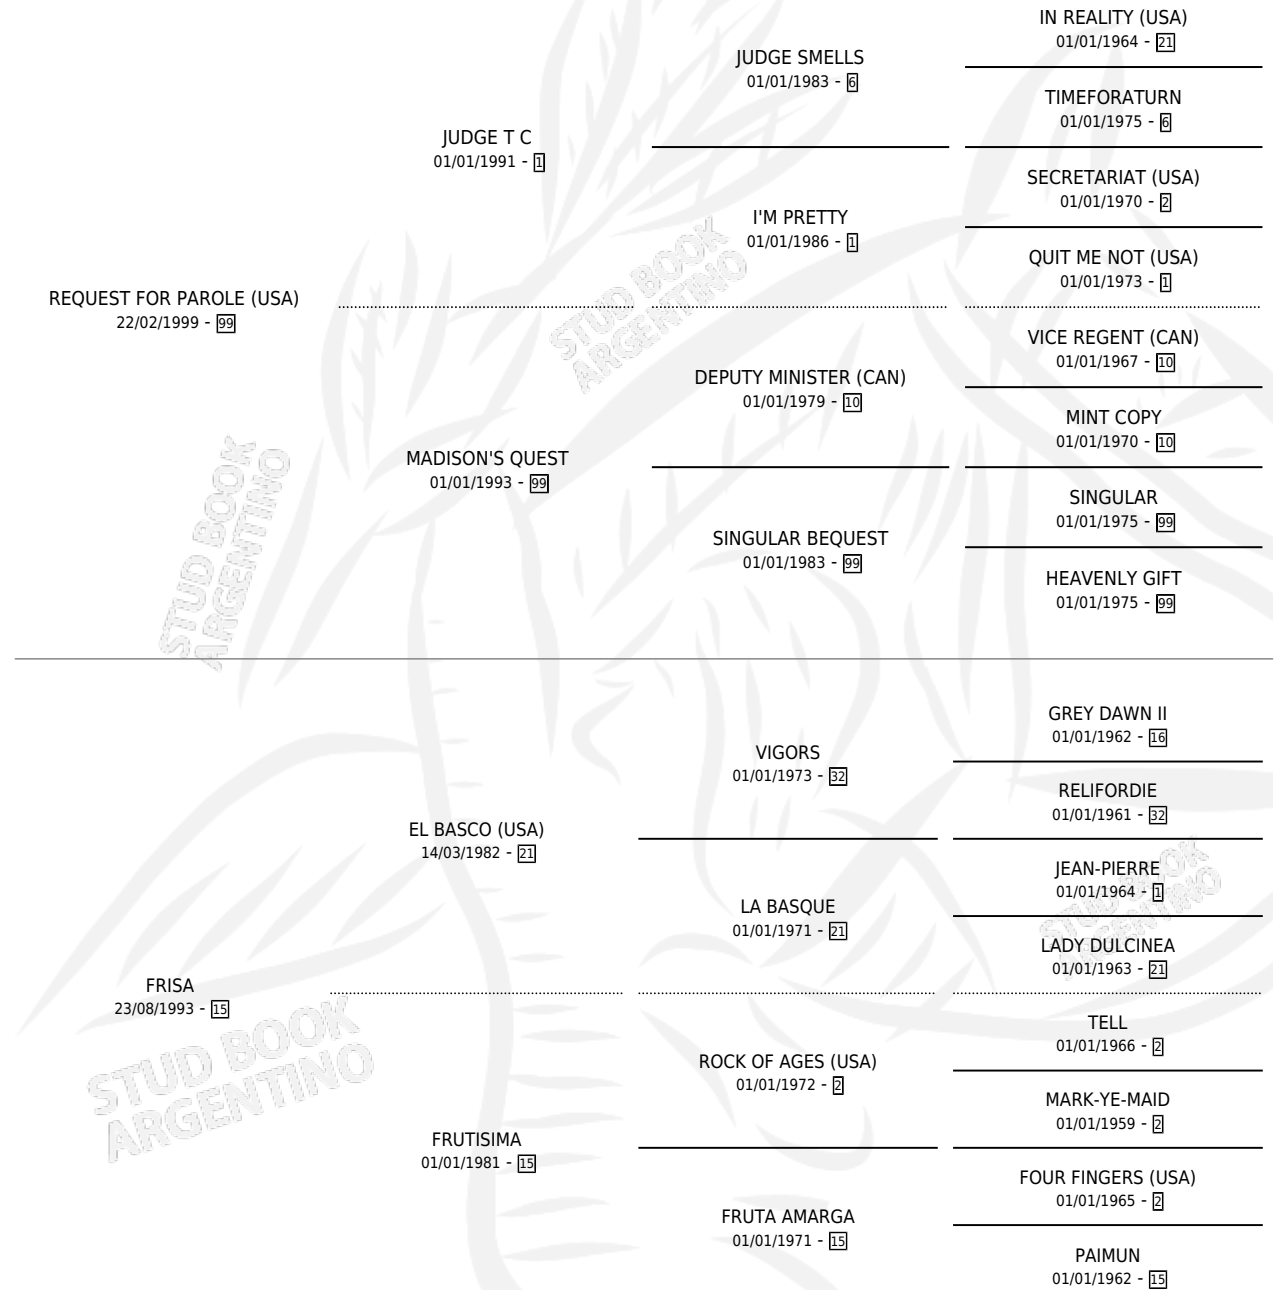 IN REALITY (USA)
01/01/1964 - 21
JUDGE SMELLS
01/01/1983 - 6
TIMEFORATURN
01/01/1975 - 6
JUDGE T C
01/01/1991 - 1
SECRETARIAT (USA)
01/01/1970 - 2
I'M PRETTY
01/01/1986 - 1
QUIT ME NOT (USA)
01/01/1973 - 1
REQUEST FOR PAROLE (USA)
22/02/1999 - 99
STUD BOOK
ARGENTINO
VICE REGENT (CAN)
01/01/1967 - 10
DEPUTY MINISTER (CAN)
01/01/1979 - 10
MINT COPY
01/01/1970 - 10
MADISON'S QUEST
01/01/1993 - 99
SINGULAR
01/01/1975 - 99
SINGULAR BEQUEST
01/01/1983 - 99
HEAVENLY GIFT
01/01/1975 - 99
STUD BOOK
ARGENTINO
GREY DAWN II
01/01/1962 - 16
VIGORS
01/01/1973 - 32
RELIFORDIE
01/01/1961 - 32
EL BASCO (USA)
14/03/1982 - 21
JEAN-PIERRE
01/01/1964 - 1
LA BASQUE
01/01/1971 - 21
STUD BOOK
ARGENTINO
LADY DULCINEA
01/01/1963 - 21
FRISA
23/08/1993 - 15
STUD BOOK
ARGENTINO
TELL
01/01/1966 - 2
ROCK OF AGES (USA)
01/01/1972 - 2
MARK-YE-MAID
01/01/1959 - 2
FRUTISIMA
01/01/1981 - 15
FOUR FINGERS (USA)
01/01/1965 - 2
FRUTA AMARGA
01/01/1971 - 15
PAIMUN
01/01/1962 - 15